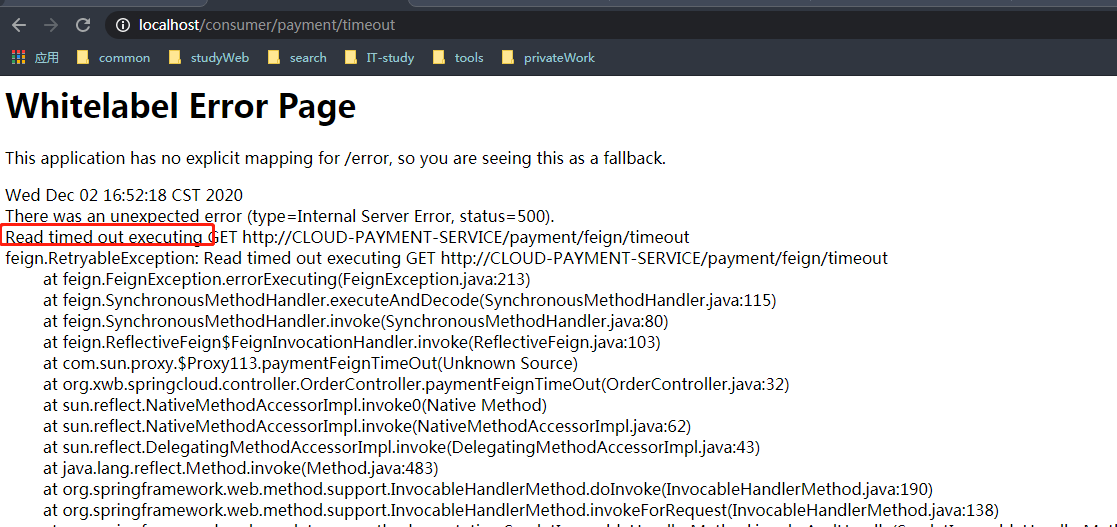 localhost/consumer/payment/timeout
应用 common studyWeb search IT-study tools privateWork
Whitelabel Error Page
This application has no explicit mapping for /error, so you are seeing this as a fallback.
Wed Dec 02 16:52:18 CST 2020
There was an unexpected error (type=Internal Server Error, status=500).
Read timed out executing GET http://CLOUD-PAYMENT-SERVICE/payment/feign/timeout
feign.RetryableException: Read timed out executing GET http://CLOUD-PAYMENT-SERVICE/payment/feign/timeout
at feign.FeignException.errorExecuting(FeignException.java:213)
at feign.SynchronousMethodHandler.executeAndDecode(SynchronousMethodHandler.java:115)
at feign.SynchronousMethodHandler.invoke(SynchronousMethodHandler.java:80)
at feign.ReflectiveFeign$FeignInvocationHandler.invoke(ReflectiveFeign.java:103)
at com.sun.proxy.$Proxy113.paymentFeignTimeOut(Unknown Source)
at org.xwb.springcloud.controller.OrderController.paymentFeignTimeOut(OrderController.java:32)
at sun.reflect.NativeMethodAccessorImpl.invoke0(Native Method)
at sun.reflect.NativeMethodAccessorImpl.invoke(NativeMethodAccessorImpl.java:62)
at sun.reflect.DelegatingMethodAccessorImpl.invoke(DelegatingMethodAccessorImpl.java:43)
at java.lang.reflect.Method.invoke(Method.java:483)
at org.springframework.web.method.support.InvocableHandlerMethod.doInvoke(InvocableHandlerMethod.java:190)
at org.springframework.web.method.support.InvocableHandlerMethod.invokeForRequest(InvocableHandlerMethod.java:138)